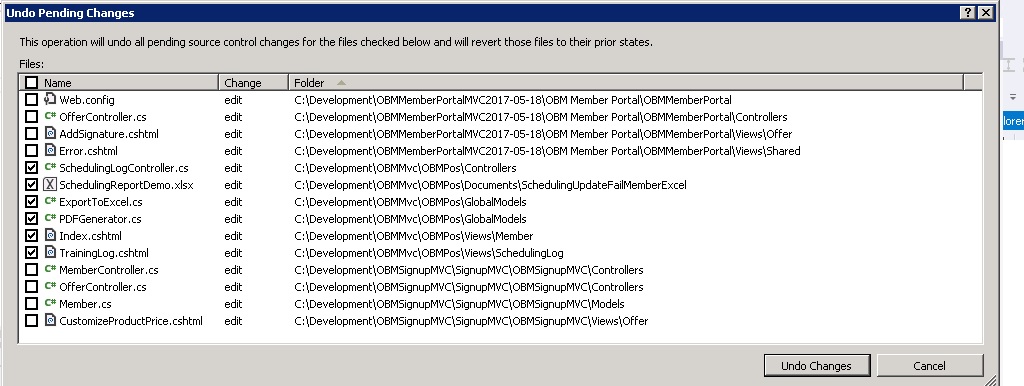 Undo Pending Changes
This operation will undo all pending source control changes for the files checked below and will revert those files to their prior states.
Files:
Name Change Folder
Web.config edit C:\Development\OBMMemberPortalMVC2017-05-18\OBM Member Portal\OBMMemberPortal
C# OfferController.cs edit C:\Development\OBMMemberPortalMVC2017-05-18\OBM Member Portal\OBMMemberPortal\Controllers
AddSignature.cshtml edit C:\Development\OBMMemberPortalMVC2017-05-18\OBM Member Portal\OBMMemberPortal\Views\Offer
Error.cshtml edit C:\Development\OBMMemberPortalMVC2017-05-18\OBM Member Portal\OBMMemberPortal\Views\Shared
C# SchedulingLogController.cs edit C:\Development\OBMMvc\OBMPos\Controllers
SchedulingReportDemo.xlsx edit C:\Development\OBMMvc\OBMPos\Documents\SchedulingUpdateFailMemberExcel
C# ExportToExcel.cs edit C:\Development\OBMMvc\OBMPos\GlobalModels
C# PDFGenerator.cs edit C:\Development\OBMMvc\OBMPos\GlobalModels
Index.cshtml edit C:\Development\OBMMvc\OBMPos\Views\Member
TrainingLog.cshtml edit C:\Development\OBMMvc\OBMPos\Views\SchedulingLog
C# MemberController.cs edit C:\Development\OBMSignupMVC\SignupMVC\OBMSignupMVC\Controllers
C# OfferController.cs edit C:\Development\OBMSignupMVC\SignupMVC\OBMSignupMVC\Controllers
C# Member.cs edit C:\Development\OBMSignupMVC\SignupMVC\OBMSignupMVC\Models
CustomizeProductPrice.cshtml edit C:\Development\OBMSignupMVC\SignupMVC\OBMSignupMVC\Views\Offer
Undo Changes Cancel